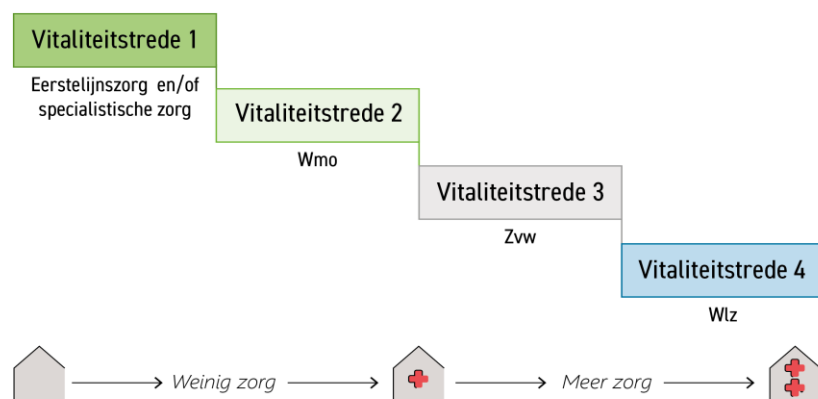 Vitaliteitstrede 1
Eerstelijnszorg en/of
specialistische zorg
Vitaliteitstrede 2
Wmo
Vitaliteitstrede 3
Zvw
Vitaliteitstrede 4
Wlz
Weinig zorg
Meer zorg